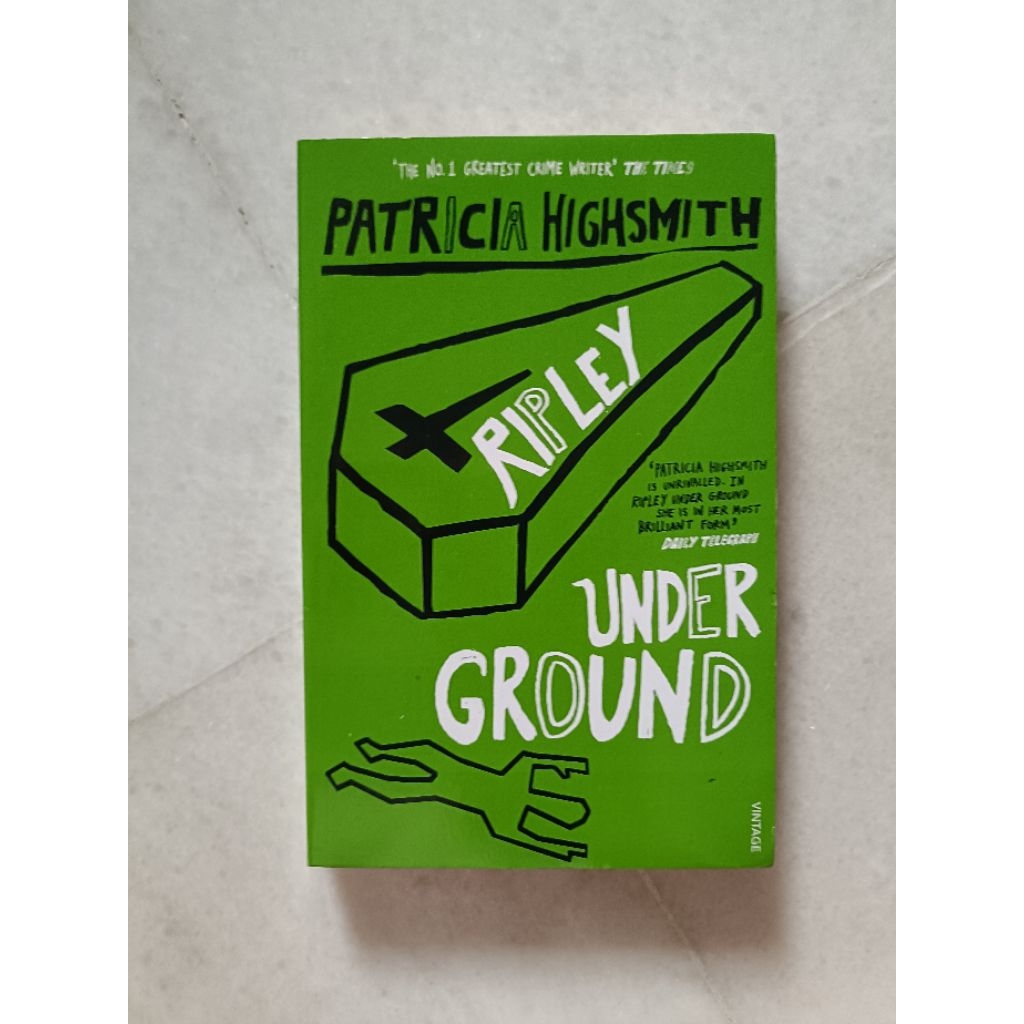 'THE NO.1 GREATEST CRIME WRITER' THE TIMES
PATRICIA HIGHSMITH
RIPLEY
'PATRICIA HIGHSMITH
IS UNRIVALLED. IN
RIPLEY UNDER GROUND
SHE IS IN HER MOST
BRILLIANT FORM'
DAILY TELEGRAPH
UNDER
GROUND
VINTAGE